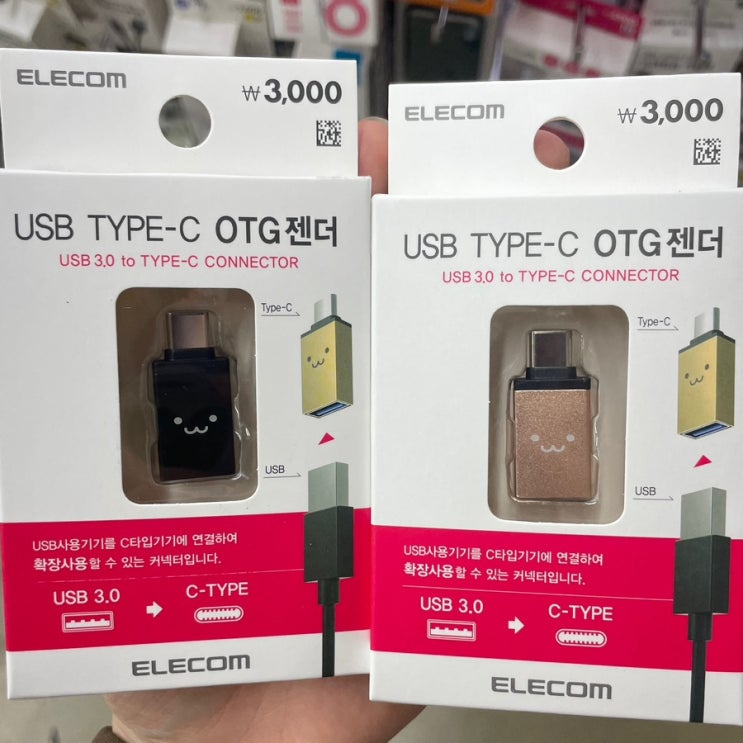 ELECOM
₩3,000
USB TYPE-C OTG젠더
USB 3.0 to TYPE-C CONNECTOR
Type-C
USB
USB사용기기를 C타입기기에 연결하여
확장사용할 수 있는 커넥터입니다.
USB 3.0
C-TYPE
ELECOM
ELECOM
₩3,000
USB TYPE-C OTG젠더
USB 3.0 to TYPE-C CONNECTOR
Type-C
USB
USB사용기기를 C타입기기에 연결하여
확장사용할 수 있는 커넥터입니다.
USB 3.0
C-TYPE
ELECOM